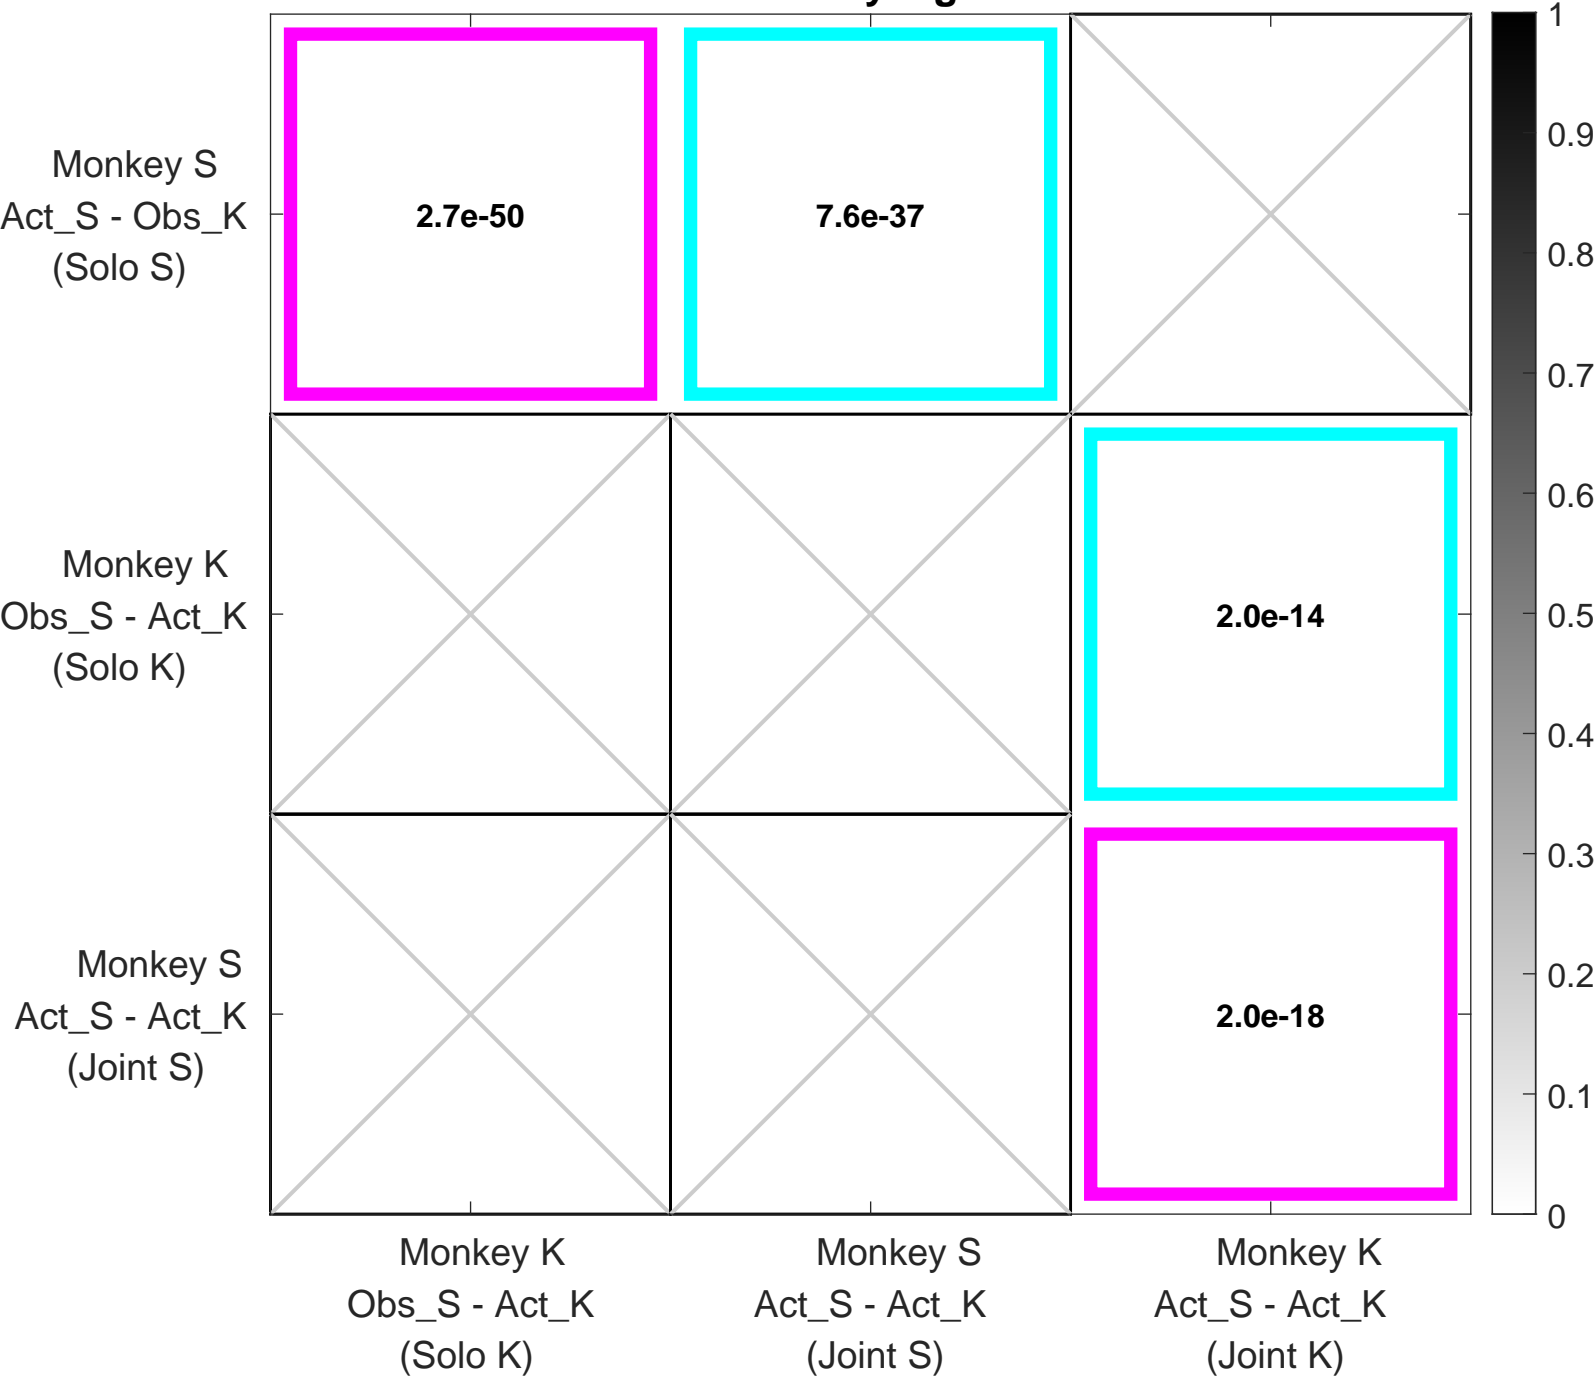 1
Monkey S
Act_S - Obs_K
(Solo S)
2.7e-50
7.6e-37
0.9
0.8
0.7
0.6
Monkey K
Obs_S - Act_K
(Solo K)
2.0e-14
0.5
0.4
0.3
0.2
Monkey S
Act_S - Act_K
(Joint S)
2.0e-18
0.1
0
Monkey K
Obs_S - Act_K
(Solo K)
Monkey S
Act_S - Act_K
(Joint S)
Monkey K
Act_S - Act_K
(Joint K)